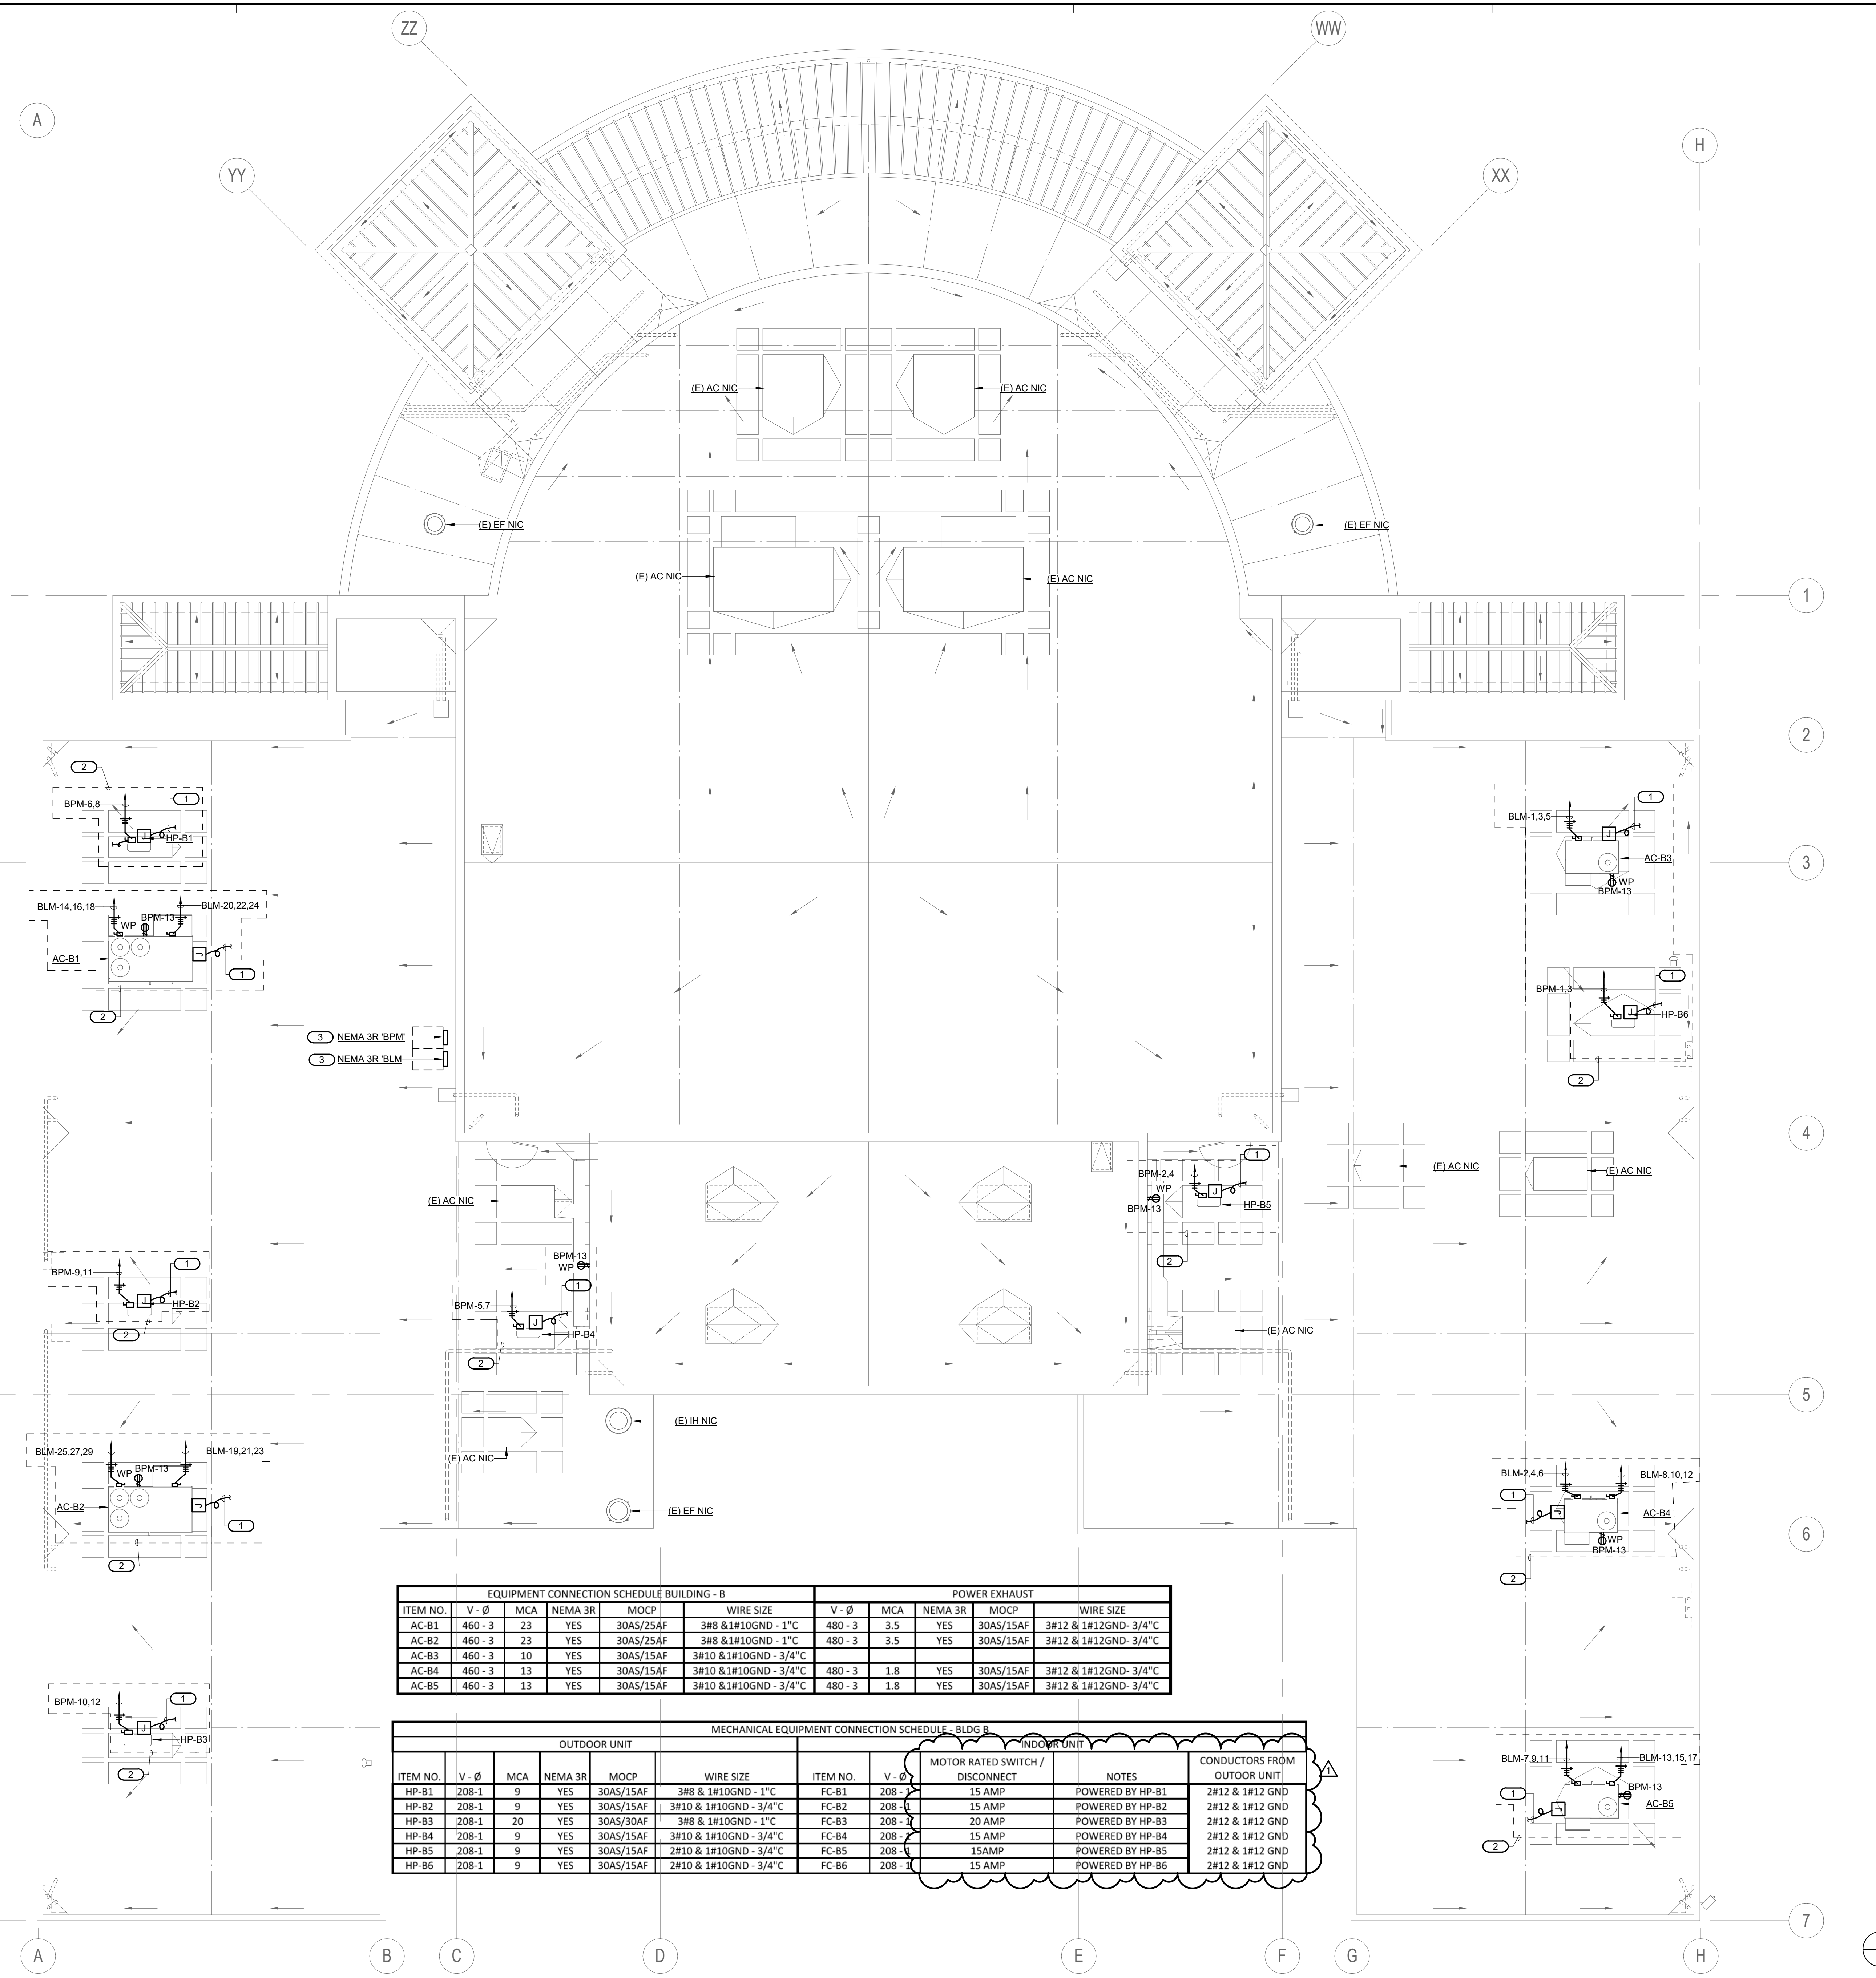 ZZ
WW
A
H
YY
XX
(E) AC NIC
(E) AC NIC
(E) EF NIC
(E) EF NIC
(E) AC NIC
(E) AC NIC
1
2
2
BPM-6,8
1
J
HP-B1
BLM-1,3,5
1
J
AC-B3
WP
BPM-13
3
BLM-14,16,18
BPM-13
WP
BLM-20,22,24
AC-B1
J
1
2
BPM-1,3
1
J
HP-B6
2
3 NEMA 3R 'BPM'
3 NEMA 3R 'BLM
4
(E) AC NIC
BPM-2,4
1
WP
J
BPM-13
HP-B5
2
(E) AC NIC
(E) AC NIC
BPM-9,11
1
J
HP-B2
2
BPM-13
WP
1
BPM-5,7
J
HP-B4
2
(E) AC NIC
5
(E) IH NIC
(E) AC NIC
(E) EF NIC
BLM-25,27,29
BPM-13
WP
BLM-19,21,23
AC-B2
J
1
2
BLM-2,4,6
BLM-8,10,12
1
J
AC-B4
WP
BPM-13
2
6
EQUIPMENT CONNECTION SCHEDULE BUILDING - B POWER EXHAUST
ITEM NO. V - Ø MCA NEMA 3R MOCP WIRE SIZE V - Ø MCA NEMA 3R MOCP WIRE SIZE
AC-B1 460 - 3 23 YES 30AS/25AF 3#8 &1#10GND - 1"C 480 - 3 3.5 YES 30AS/15AF 3#12 & 1#12GND- 3/4"C
AC-B2 460 - 3 23 YES 30AS/25AF 3#8 &1#10GND - 1"C 480 - 3 3.5 YES 30AS/15AF 3#12 & 1#12GND- 3/4"C
AC-B3 460 - 3 10 YES 30AS/15AF 3#10 &1#10GND - 3/4"C
AC-B4 460 - 3 13 YES 30AS/15AF 3#10 &1#10GND - 3/4"C 480 - 3 1.8 YES 30AS/15AF 3#12 & 1#12GND- 3/4"C
AC-B5 460 - 3 13 YES 30AS/15AF 3#10 &1#10GND - 3/4"C 480 - 3 1.8 YES 30AS/15AF 3#12 & 1#12GND- 3/4"C
BPM-10,12
1
J
HP-B3
2
MECHANICAL EQUIPMENT CONNECTION SCHEDULE - BLDG B
OUTDOOR UNIT INDOOR UNIT
ITEM NO. V - Ø MCA NEMA 3R MOCP WIRE SIZE ITEM NO. V - Ø MOTOR RATED SWITCH / DISCONNECT NOTES CONDUCTORS FROM OUTOOR UNIT
HP-B1 208-1 9 YES 30AS/15AF 3#8 & 1#10GND - 1"C FC-B1 208 - 1 15 AMP POWERED BY HP-B1 2#12 & 1#12 GND
HP-B2 208-1 9 YES 30AS/15AF 3#10 & 1#10GND - 3/4"C FC-B2 208 - 1 15 AMP POWERED BY HP-B2 2#12 & 1#12 GND
HP-B3 208-1 20 YES 30AS/30AF 3#8 & 1#10GND - 1"C FC-B3 208 - 1 20 AMP POWERED BY HP-B3 2#12 & 1#12 GND
HP-B4 208-1 9 YES 30AS/15AF 3#10 & 1#10GND - 3/4"C FC-B4 208 - 1 15 AMP POWERED BY HP-B4 2#12 & 1#12 GND
HP-B5 208-1 9 YES 30AS/15AF 2#10 & 1#10GND - 3/4"C FC-B5 208 - 1 15AMP POWERED BY HP-B5 2#12 & 1#12 GND
HP-B6 208-1 9 YES 30AS/15AF 2#10 & 1#10GND - 3/4"C FC-B6 208 - 1 15 AMP POWERED BY HP-B6 2#12 & 1#12 GND
1
BLM-7,9,11
BLM-13,15,17
BPM-13
1
J
AC-B5
2
7
A
B
C
D
E
F
G
H